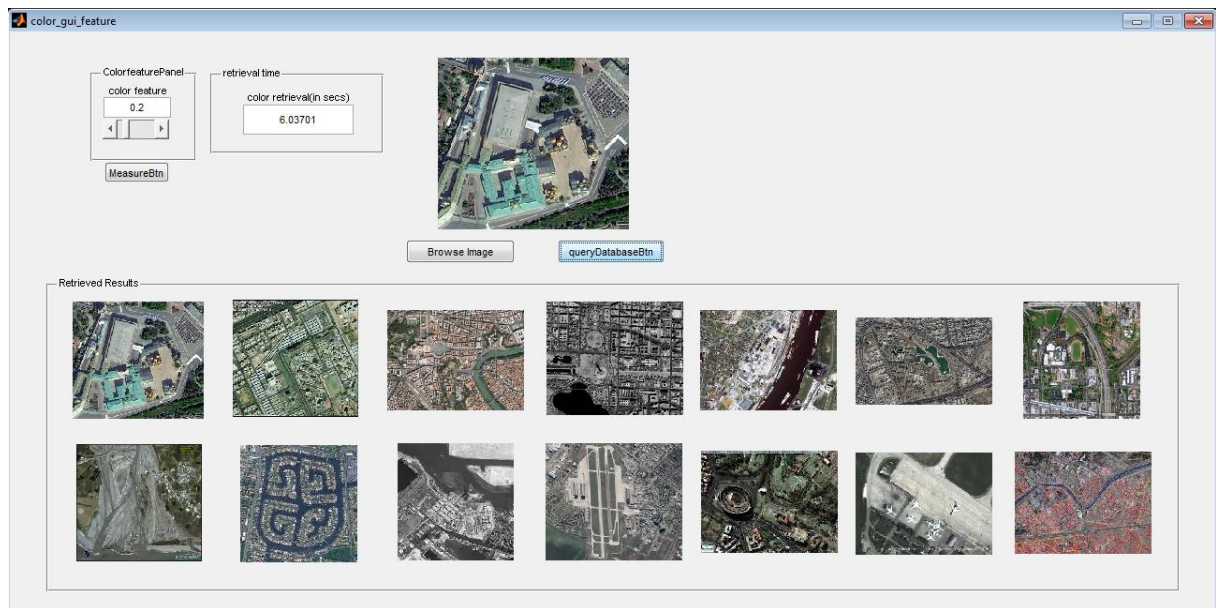 color_gui_feature
ColorfeaturePanel
color feature
0.2
MeasureBtn
retrieval time
color retrieval(in secs)
6.03701
Browse Image
queryDatabaseBtn
Retrieved Results